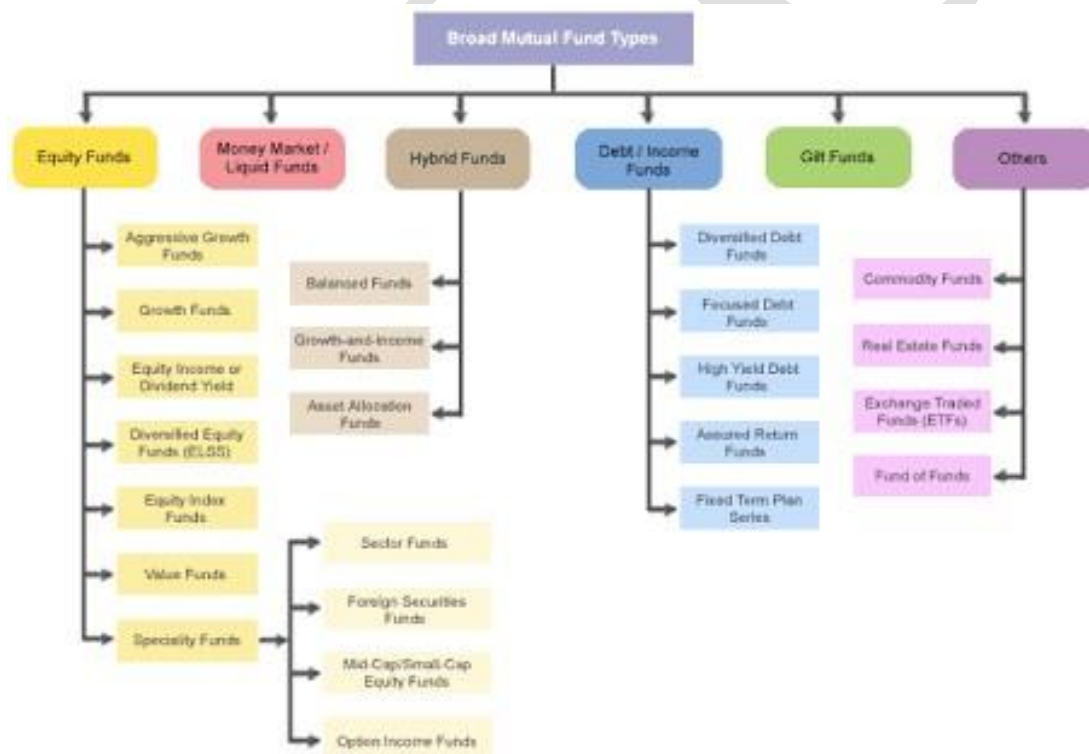 Broad Mutual Fund Types
Equity Funds
Money Market /
Liquid Funds
Hybrid Funds
Debt / Income
Funds
Gilt Funds
Others
Aggressive Growth
Funds
Growth Funds
Equity Income or
Dividend Yield
Diversified Equity
Funds (ELSS)
Equity Index
Funds
Value Funds
Speciality Funds
Sector Funds
Foreign Securities
Funds
Mid-Cap/Small-Cap
Equity Funds
Option Income Funds
Balanced Funds
Growth-and-Income
Funds
Asset Allocation
Funds
Diversified Debt
Funds
Focused Debt
Funds
High Yield Debt
Funds
Assured Return
Funds
Fixed Term Plan
Series
Commodity Funds
Real Estate Funds
Exchange Traded
Funds (ETFs)
Fund of Funds